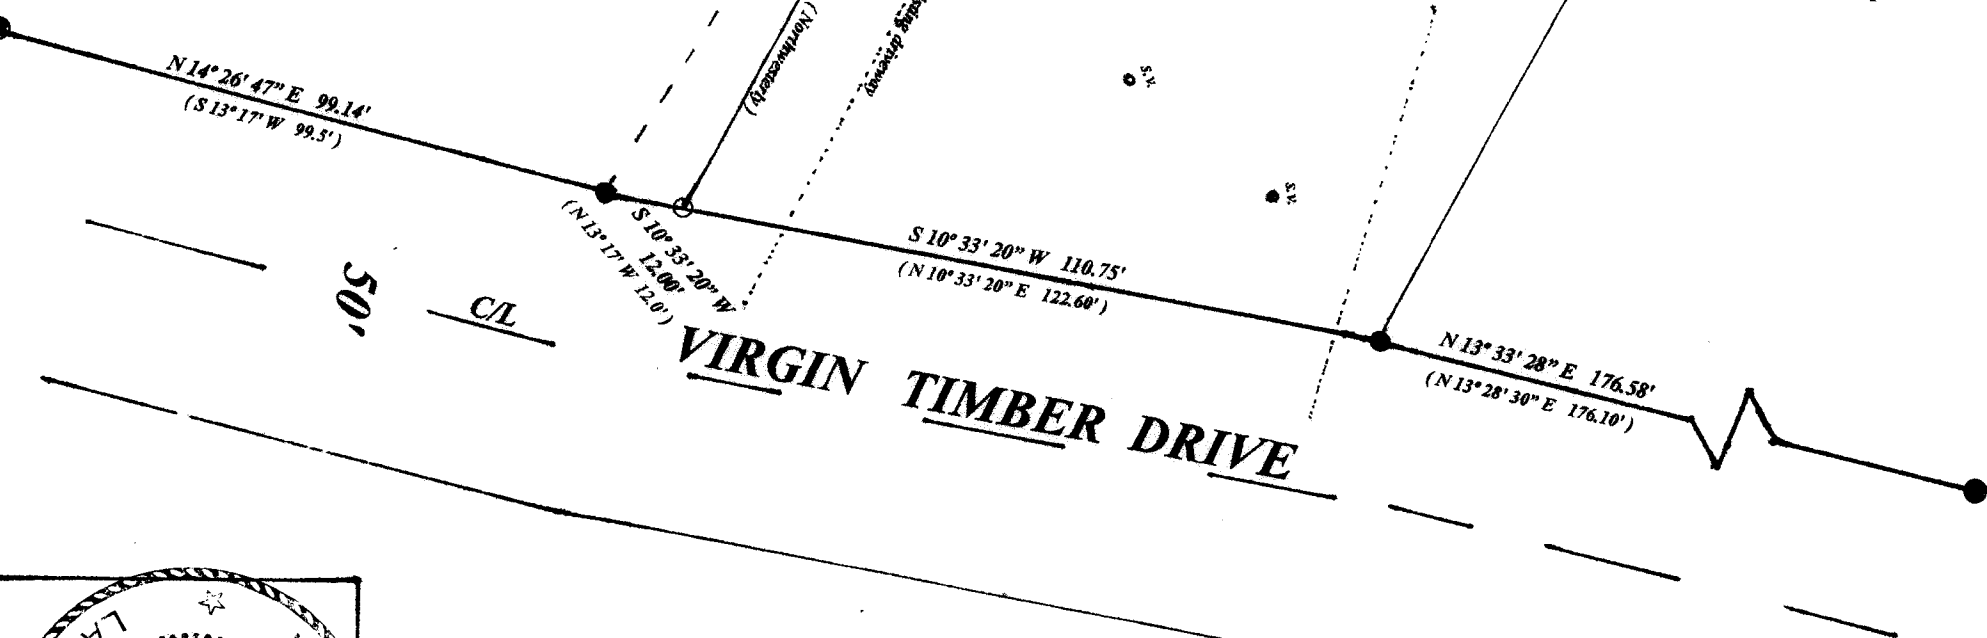 N 14° 26' 47" E 99.14'
( S 13° 17' W 99.5' )
( Northwesterly )
driveway
S.V.
S.V.
S 10° 33' 20" W
12.00'
( N 13° 17' W 12.0' )
S 10° 33' 20" W 110.75'
( N 10° 33' 20" E 122.60' )
N 13° 33' 28" E 176.58'
( N 13° 28' 30" E 176.10' )
50'
C/L
VIRGIN TIMBER DRIVE